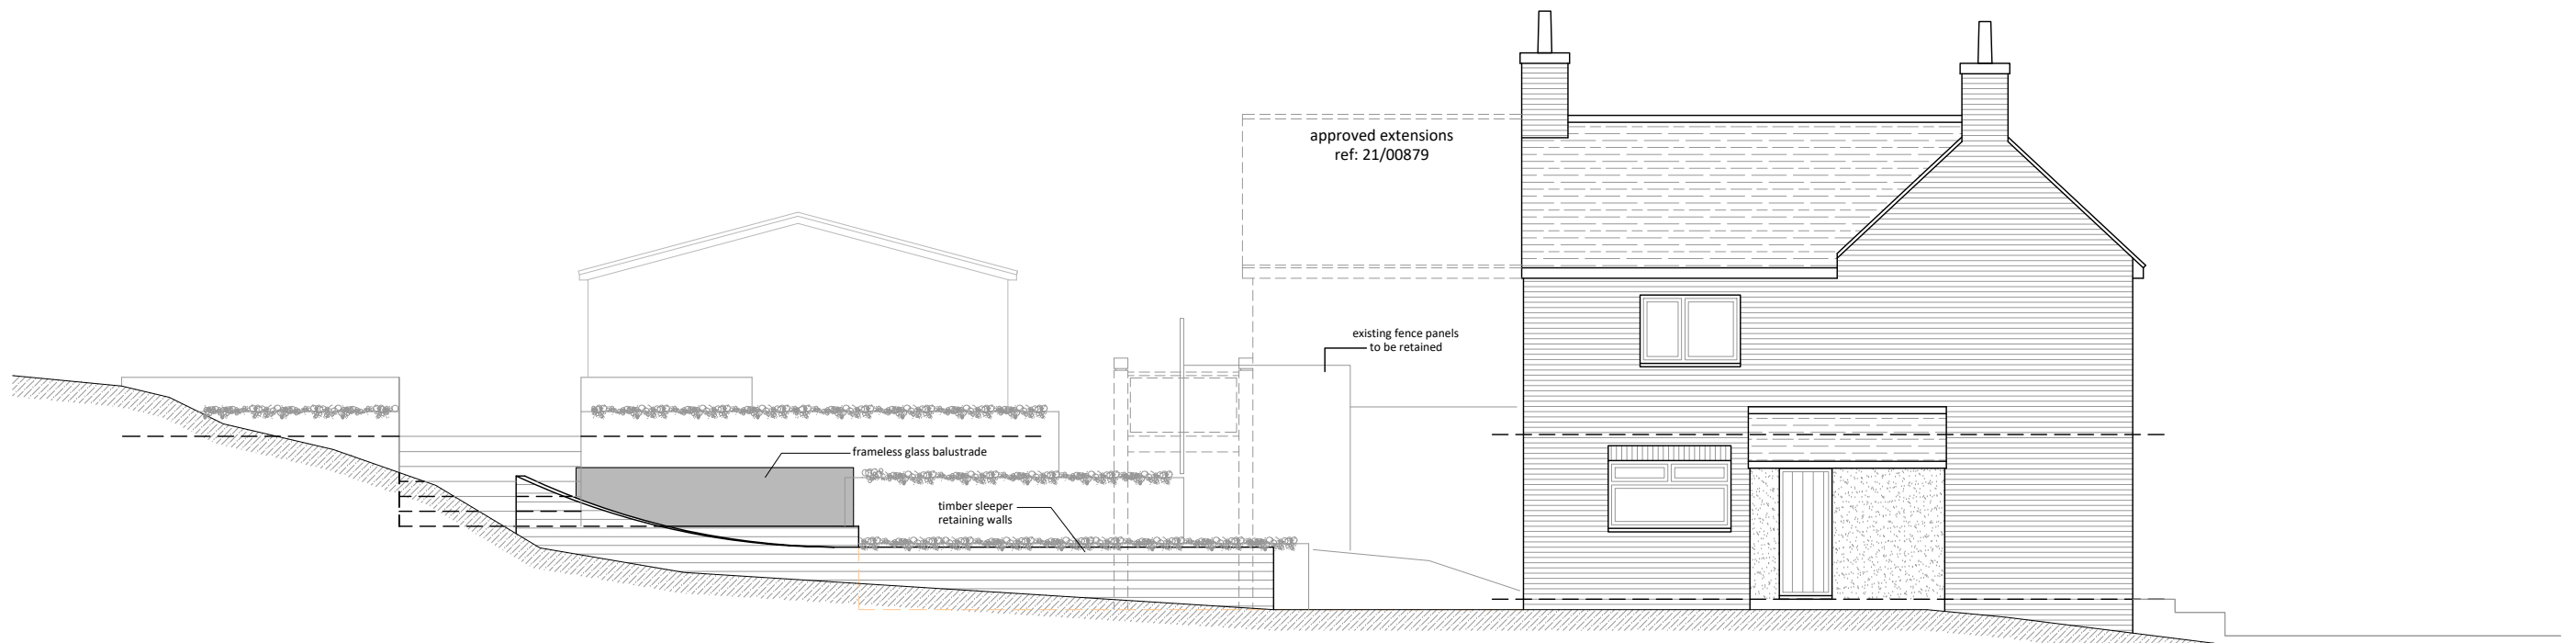 approved extensions
ref: 21/00879
existing fence panels
to be retained
frameless glass balustrade
timber sleeper
retaining walls